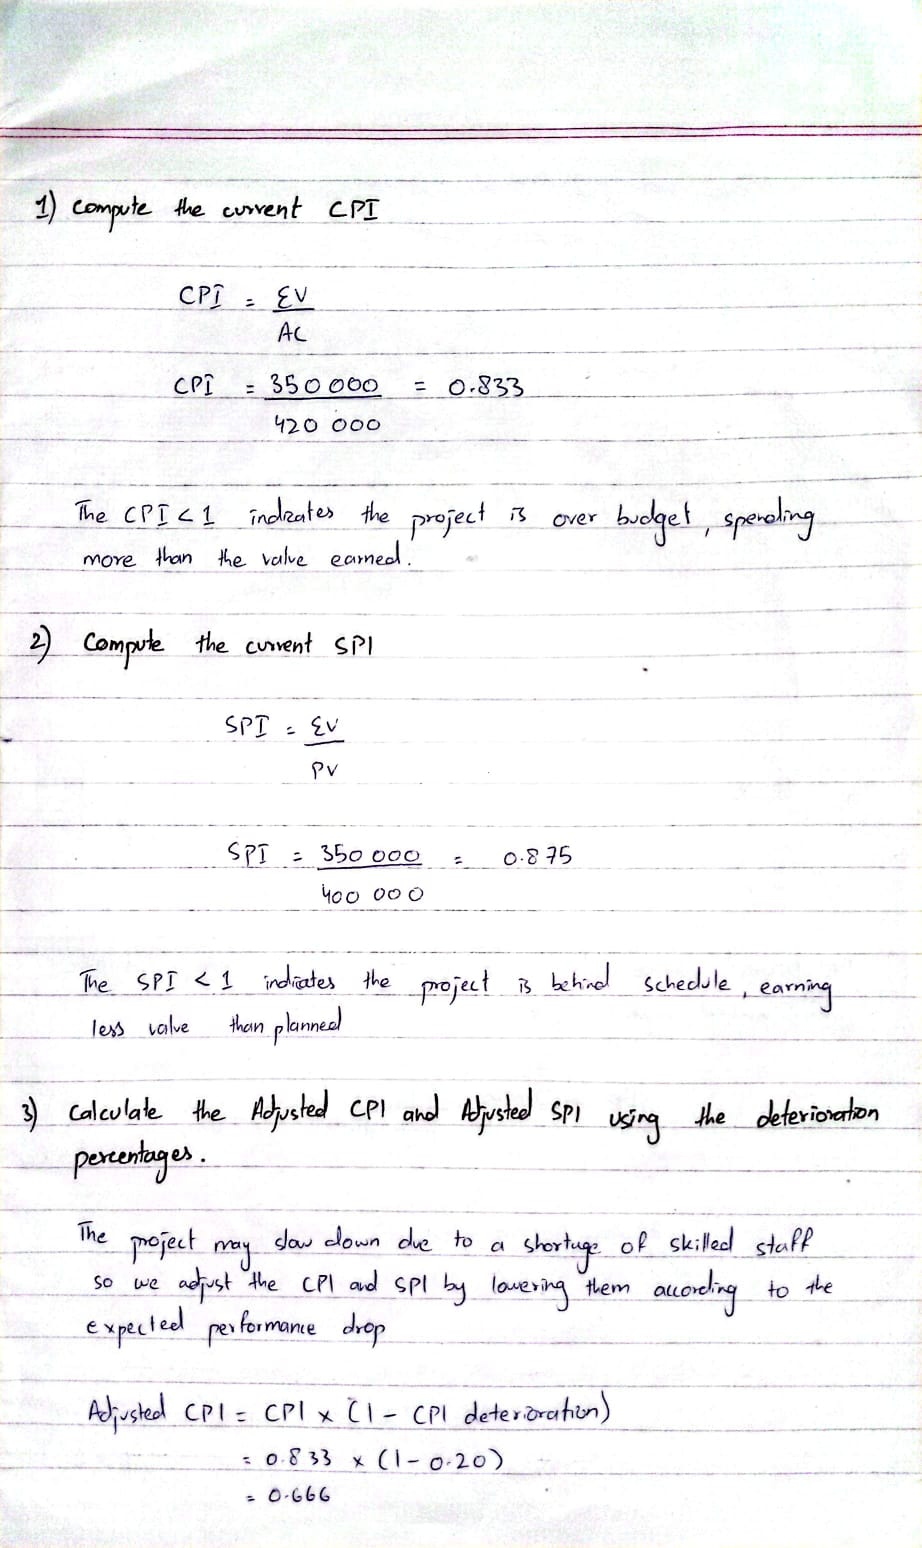 1) Compute the current CPI
CPI = EV
AC
CPI = 350 000 = 0.833
420 000
The CPI < 1 indicates the project is over budget, spending
more than the value earned.
2) Compute the current SPI
SPI = EV
PV
SPI = 350 000 = 0.875
400 000
The SPI < 1 indicates the project is behind schedule, earning
less value than planned
3) Calculate the Adjusted CPI and Adjusted SPI using the deterioration
percentages.
The project may slow down due to a shortage of skilled staff
so we adjust the CPI and SPI by lowering them according to the
expected performance drop
Adjusted CPI = CPI x (1 - CPI deterioration)
= 0.833 x (1 - 0.20)
= 0.666